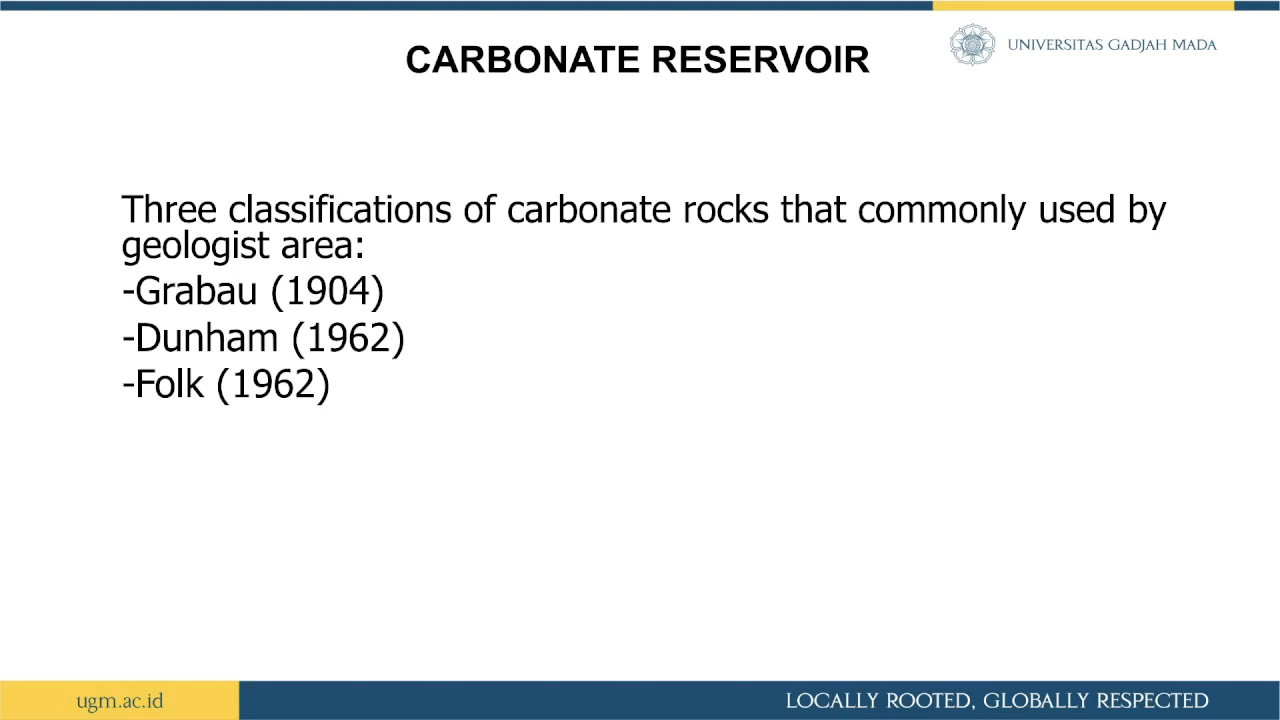 CARBONATE RESERVOIR
UNIVERSITAS GADJAH MADA
Three classifications of carbonate rocks that commonly used by
geologist area:
-Grabau (1904)
-Dunham (1962)
-Folk (1962)
ugm.ac.id
LOCALLY ROOTED, GLOBALLY RESPECTED